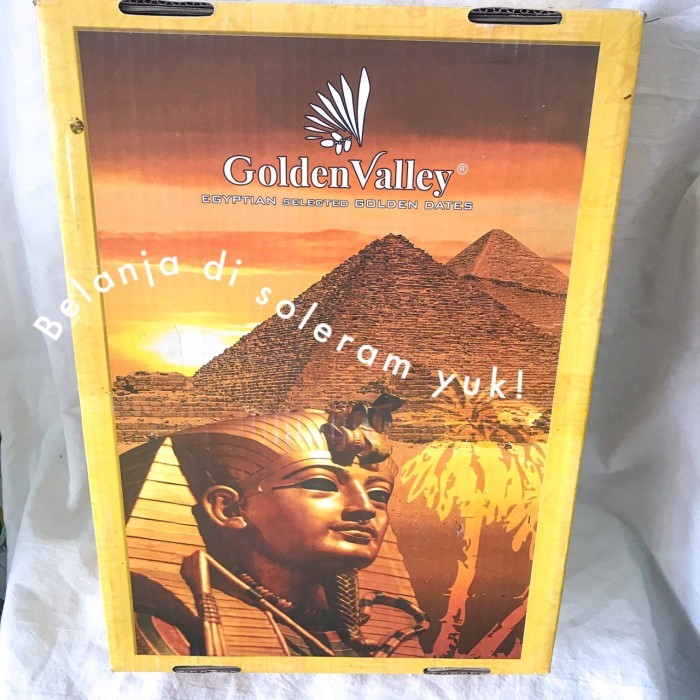 GoldenValley®
EGYPTIAN SELECTED GOLDEN DATES
Belanja di soleram yuk!